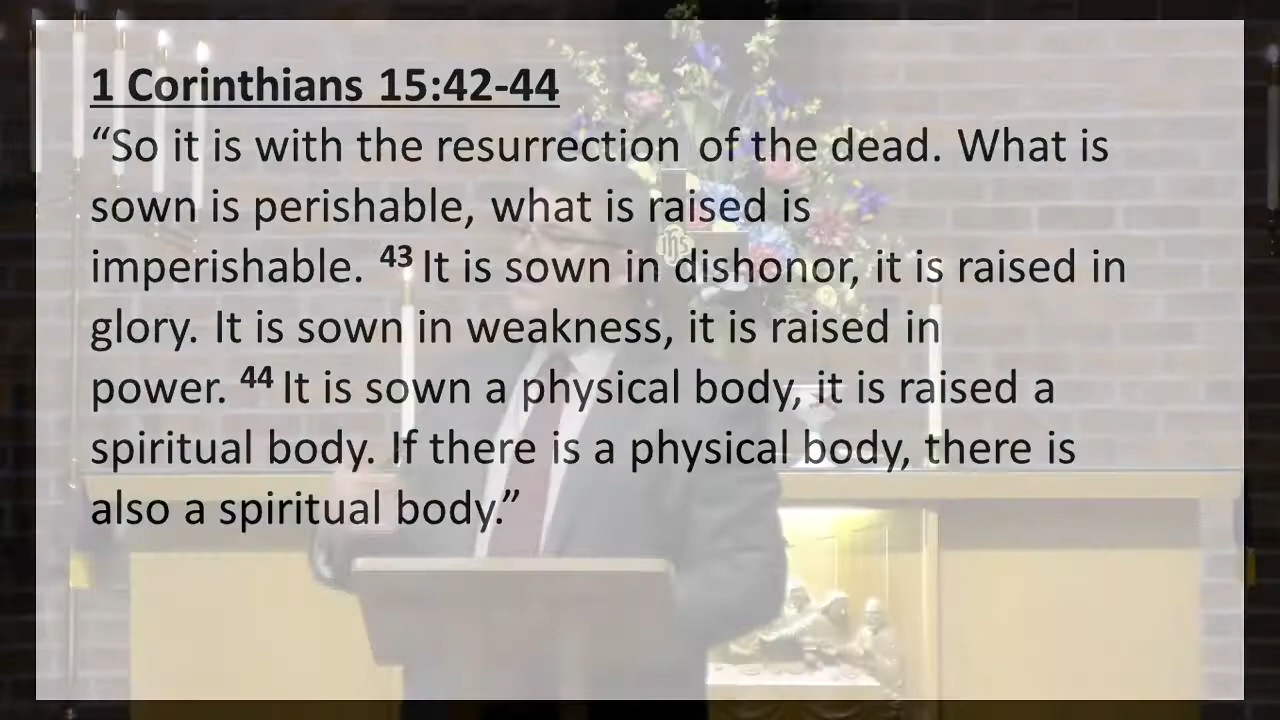 1 Corinthians 15:42-44
“So it is with the resurrection of the dead. What is
sown is perishable, what is raised is
imperishable. 43 It is sown in dishonor, it is raised in
glory. It is sown in weakness, it is raised in
power. 44 It is sown a physical body, it is raised a
spiritual body. If there is a physical body, there is
also a spiritual body.”
ihs